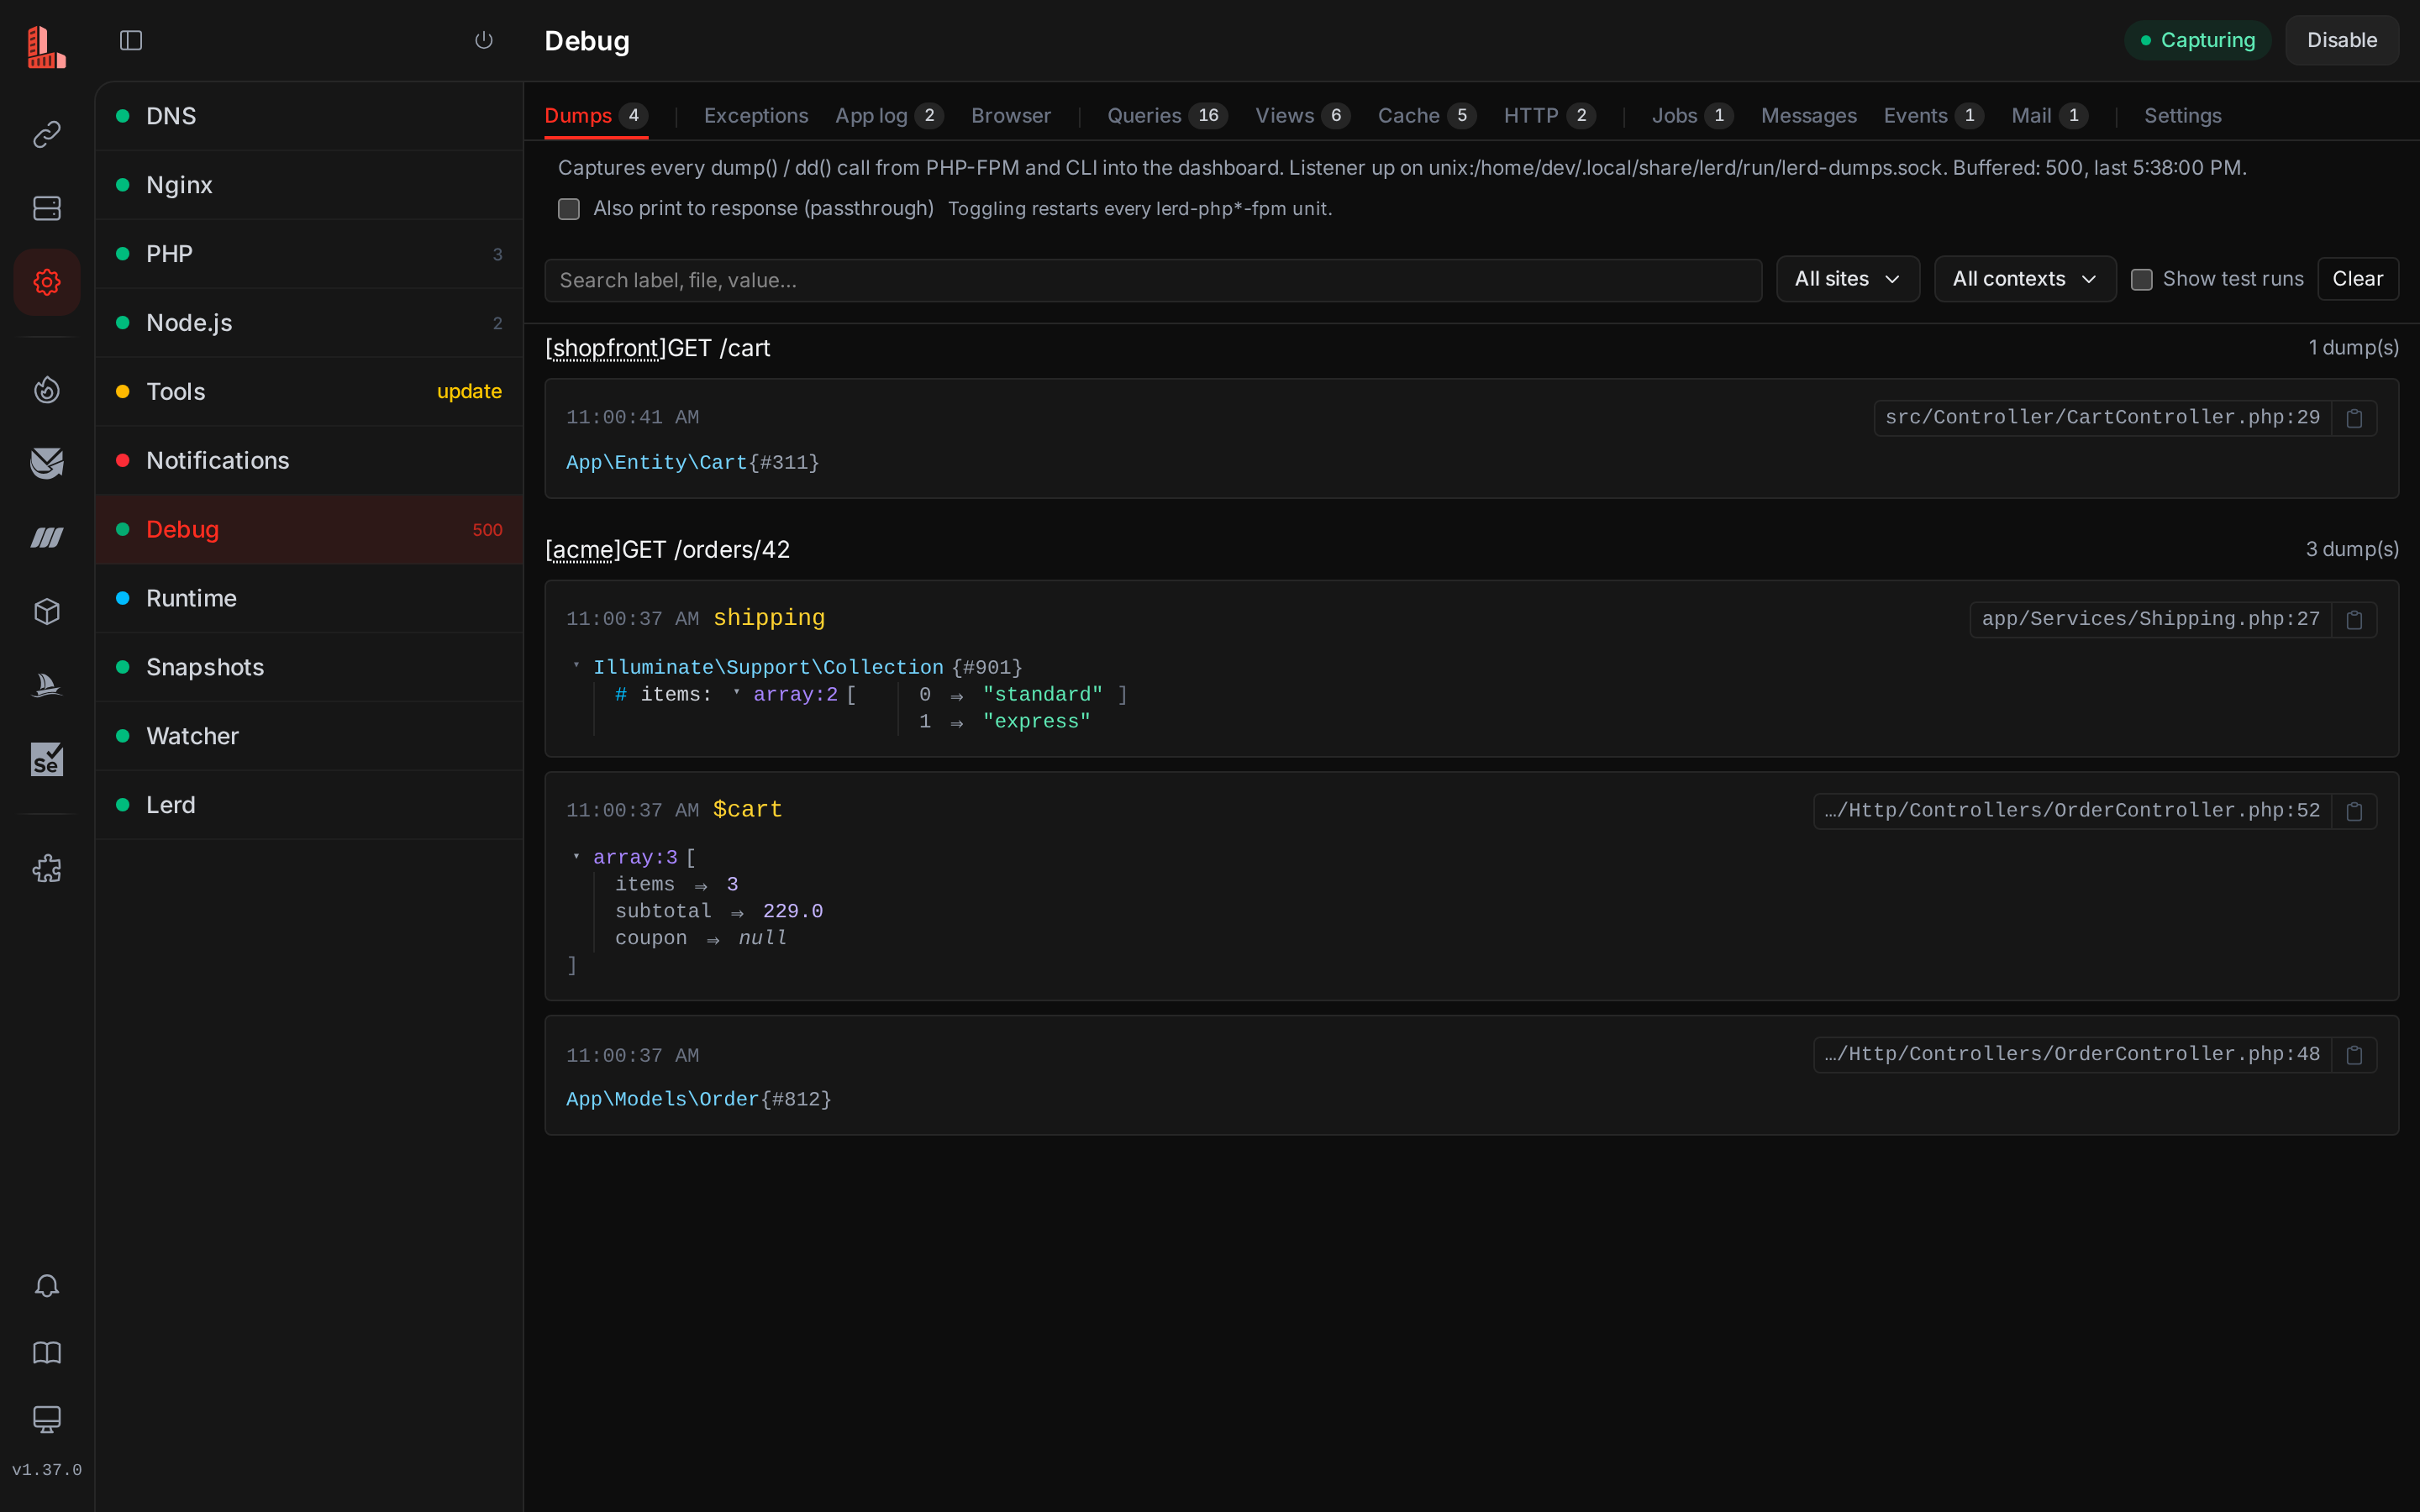 Debug
Capturing
Disable
DNS
Nginx
PHP 3
Node.js 2
Tools update
Notifications
Debug 500
Runtime
Snapshots
Watcher
Lerd
Se
v1.37.0
Dumps 4 Exceptions App log 2 Browser Queries 16 Views 6 Cache 5 HTTP 2 Jobs 1 Messages Events 1 Mail 1 Settings
Captures every dump() / dd() call from PHP-FPM and CLI into the dashboard. Listener up on unix:/home/dev/.local/share/lerd/run/lerd-dumps.sock. Buffered: 500, last 5:38:00 PM.
Also print to response (passthrough) Toggling restarts every lerd-php*-fpm unit.
Search label, file, value... All sites All contexts Show test runs Clear
[shopfront]GET /cart 1 dump(s)
11:00:41 AM src/Controller/CartController.php:29
App\Entity\Cart{#311}
[acme]GET /orders/42 3 dump(s)
11:00:37 AM shipping app/Services/Shipping.php:27
▾ Illuminate\Support\Collection {#901}
# items: ▾ array:2 [ 0 ⇒ "standard" ]
1 ⇒ "express"
11:00:37 AM $cart …/Http/Controllers/OrderController.php:52
▾ array:3 [
items ⇒ 3
subtotal ⇒ 229.0
coupon ⇒ null
]
11:00:37 AM …/Http/Controllers/OrderController.php:48
App\Models\Order{#812}